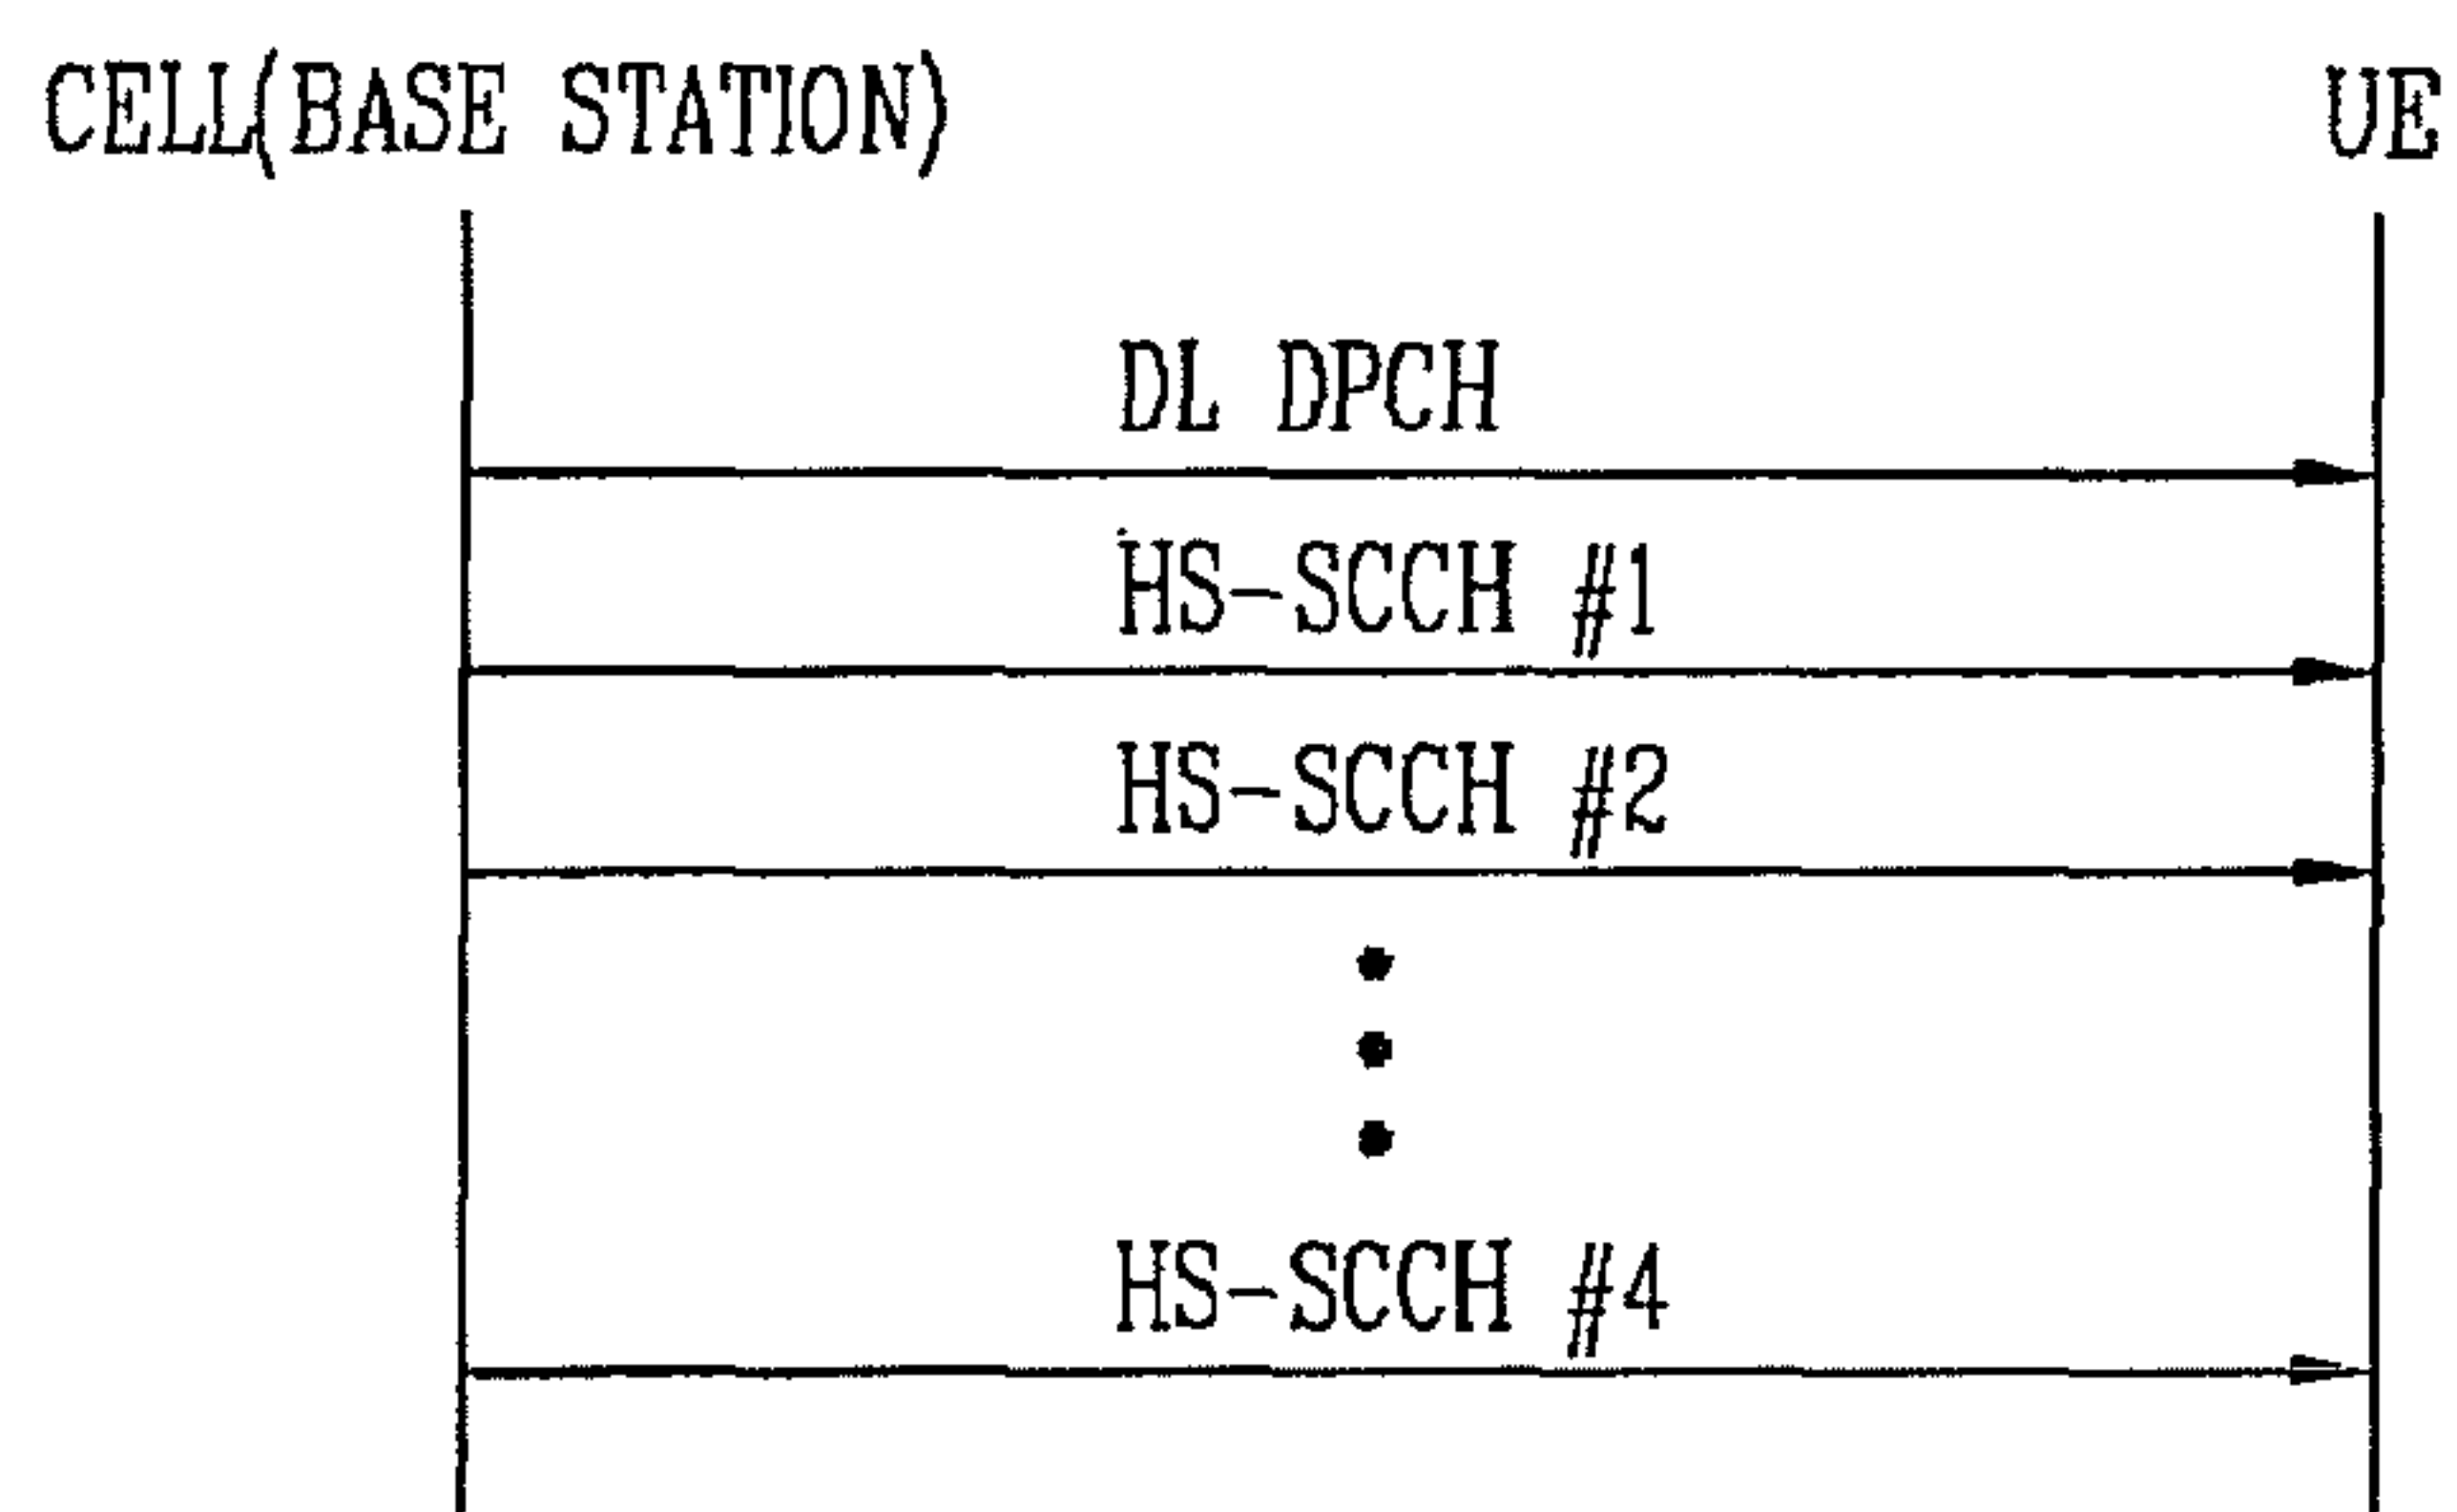 CELL(BASE STATION) UE
DL DPCH
HS-SCCH #1
HS-SCCH #2
HS-SCCH #4